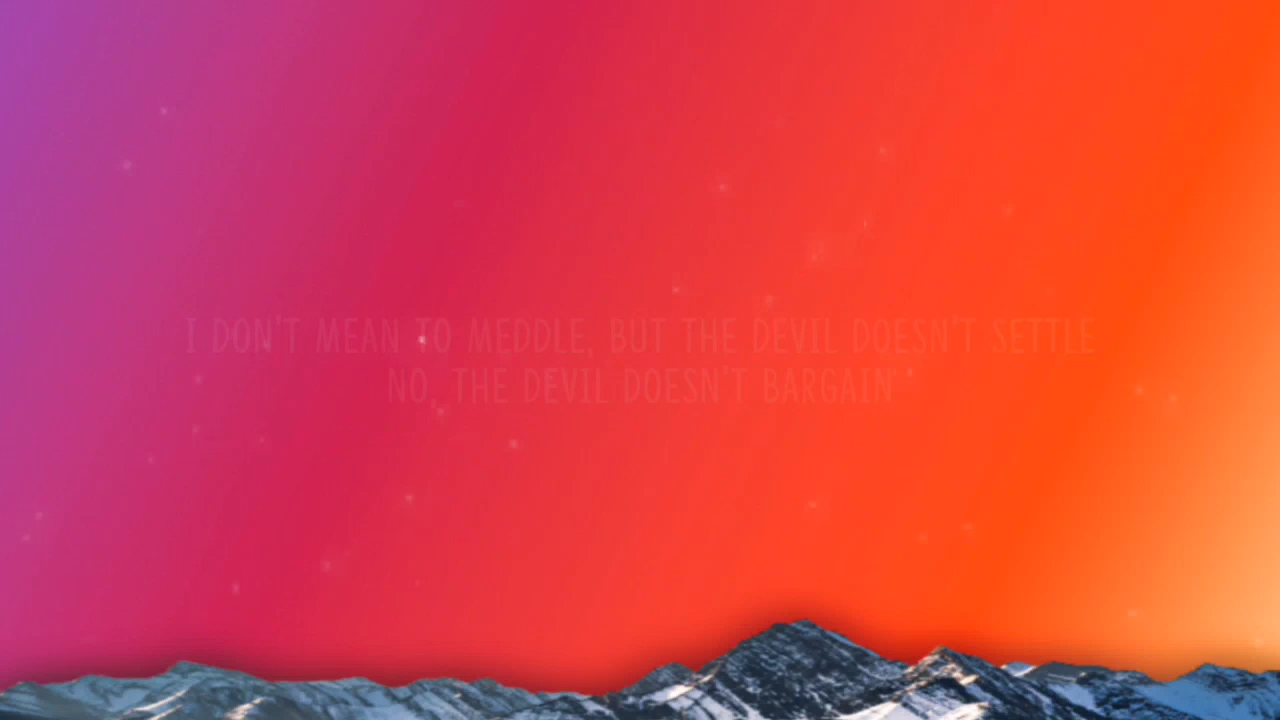 I DON'T MEAN TO MEDDLE, BUT THE DEVIL DOESN'T SETTLE
NO, THE DEVIL DOESN'T BARGAIN